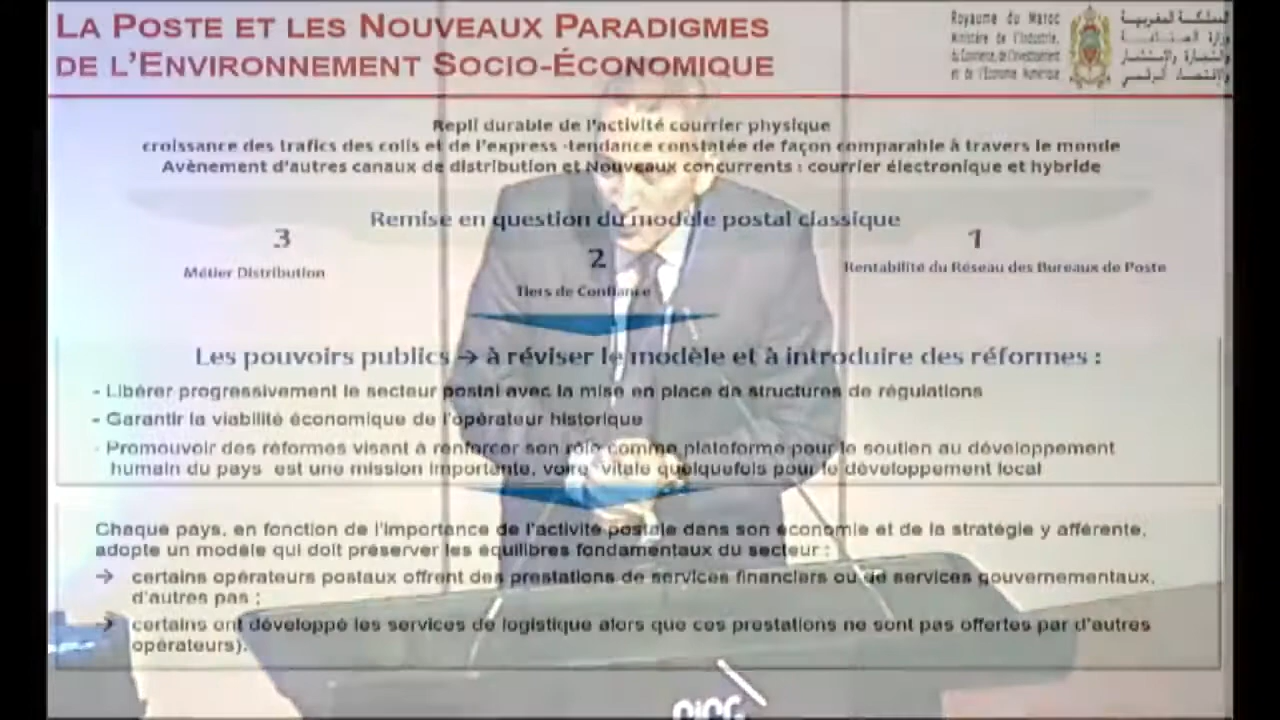 LA POSTE ET LES NOUVEAUX PARADIGMES
DE L'ENVIRONNEMENT SOCIO-ÉCONOMIQUE
Royaume du Maroc
Ministère de l'Industrie,
du Commerce, de l'Investissement
et de l'Économie Numérique
المملكة المغربية
وزارة الصناعة
والتجارة والإستثمار
والاقتصاد الرقمي
Repli durable de l'activité courrier physique
croissance des trafics des colis et de l'express -tendance constatée de façon comparable à travers le monde
Avènement d'autres canaux de distribution et Nouveaux concurrents : courrier électronique et hybride
Remise en question du modèle postal classique
3
Métier Distribution
2
Tiers de Confiance
1
Rentabilité du Réseau des Bureaux de Poste
Les pouvoirs publics → à réviser le modèle et à introduire des réformes :
- Libérer progressivement le secteur postal avec la mise en place de structures de régulations
- Garantir la viabilité économique de l'opérateur historique
- Promouvoir des réformes visant à renforcer son rôle comme plateforme pour le soutien au développement
humain du pays est une mission importante, voire vitale quelquefois pour le développement local
Chaque pays, en fonction de l'importance de l'activité postale dans son économie et de la stratégie y afférente,
adopte un modèle qui doit préserver les équilibres fondamentaux du secteur :
→ certains opérateurs postaux offrent des prestations de services financiers ou de services gouvernementaux,
d'autres pas ;
→ certains ont développé les services de logistique alors que ces prestations ne sont pas offertes par d'autres
opérateurs).